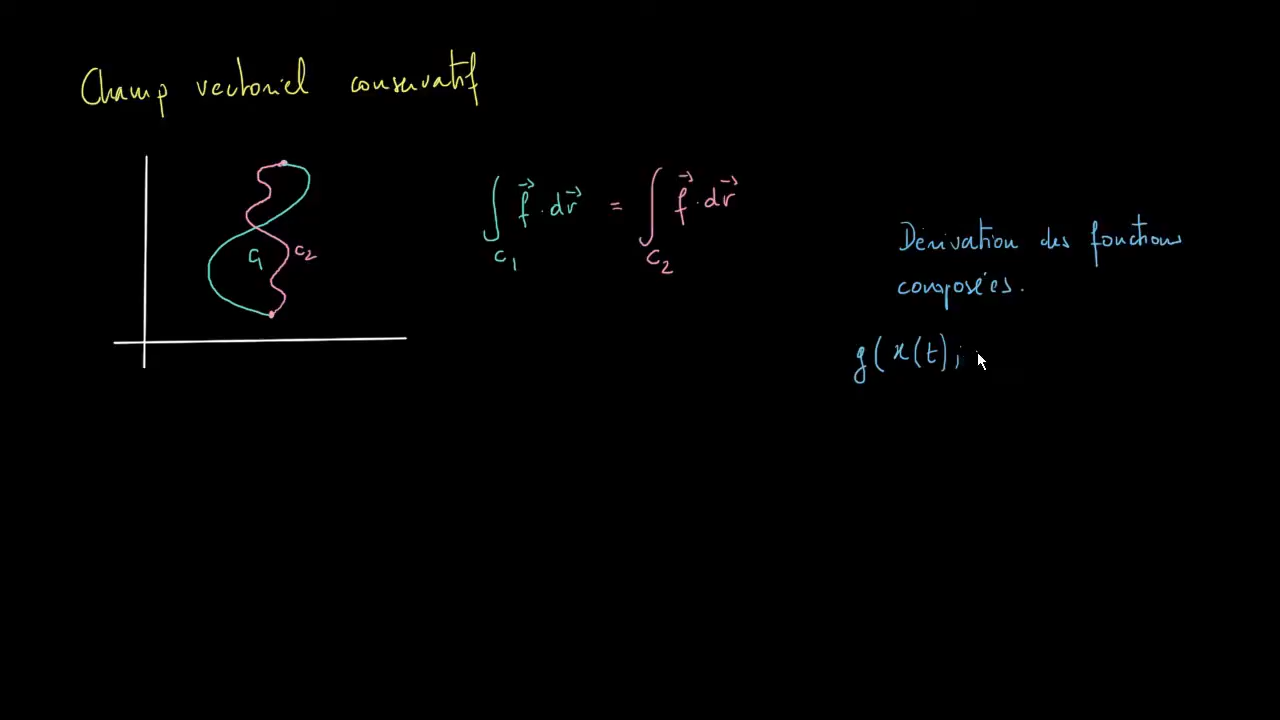 Champ vectoriel conservatif
C1 C2
∫C1 f⃗ · dr⃗ = ∫C2 f⃗ · dr⃗
Dérivation des fonctions
composées.
g(x(t);